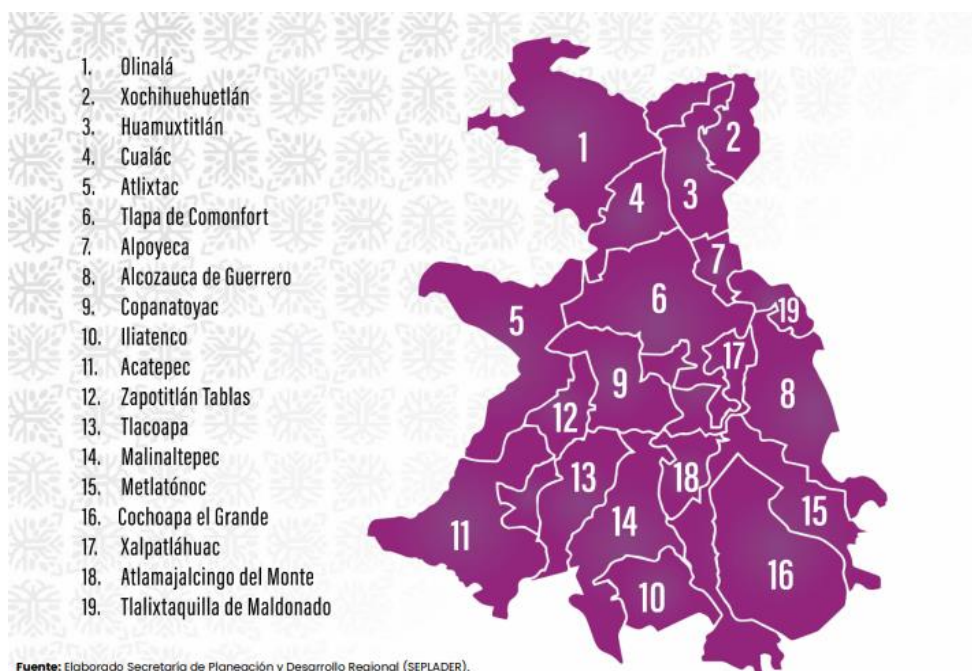 1. Olinalá
2. Xochihuehuetlán
3. Huamuxtitlán
4. Cualác
5. Atlixtac
6. Tlapa de Comonfort
7. Alpoyeca
8. Alcozauca de Guerrero
9. Copanatoyac
10. Iliatenco
11. Acatepec
12. Zapotitlán Tablas
13. Tlacoapa
14. Malinaltepec
15. Metlatónoc
16. Cochoapa el Grande
17. Xalpatláhuac
18. Atlamajalcingo del Monte
19. Tlalixtaquilla de Maldonado
1
2
3
4
7
5
6
19
17
9
8
12
13
18
15
14
11
16
10
Fuente: Elaborado Secretaría de Planeación y Desarrollo Regional (SEPLADER).